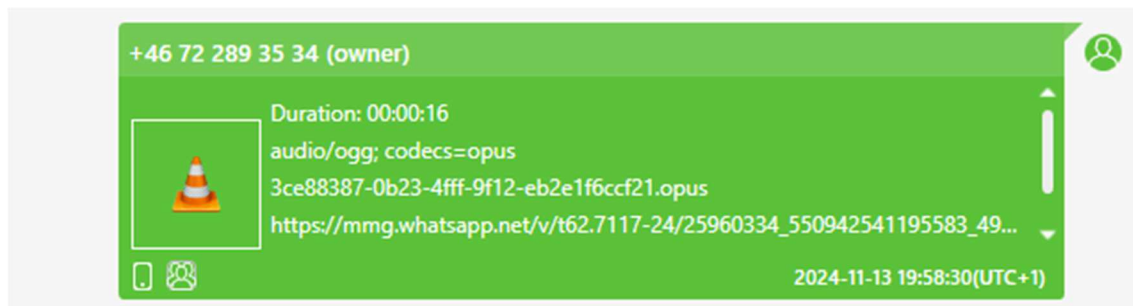 +46 72 289 35 34 (owner)
Duration: 00:00:16
audio/ogg; codecs=opus
3ce88387-0b23-4fff-9f12-eb2e1f6ccf21.opus
https://mmg.whatsapp.net/v/t62.7117-24/25960334_550942541195583_49...
2024-11-13 19:58:30(UTC+1)